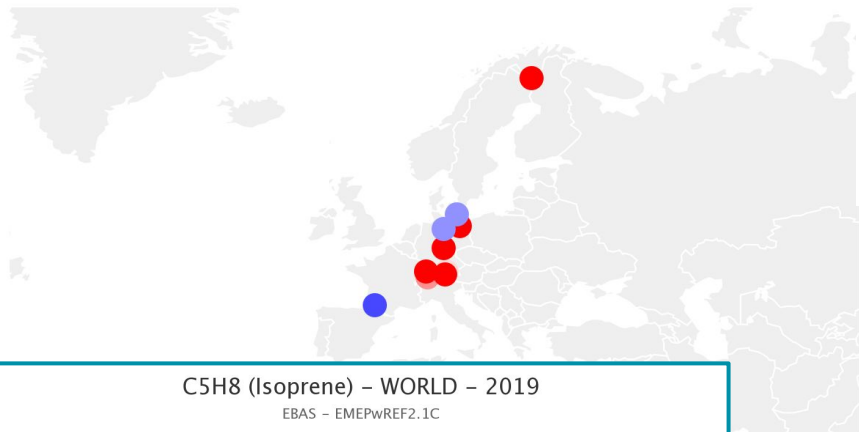 C5H8 (Isoprene) – WORLD – 2019
EBAS – EMEPwREF2.1C